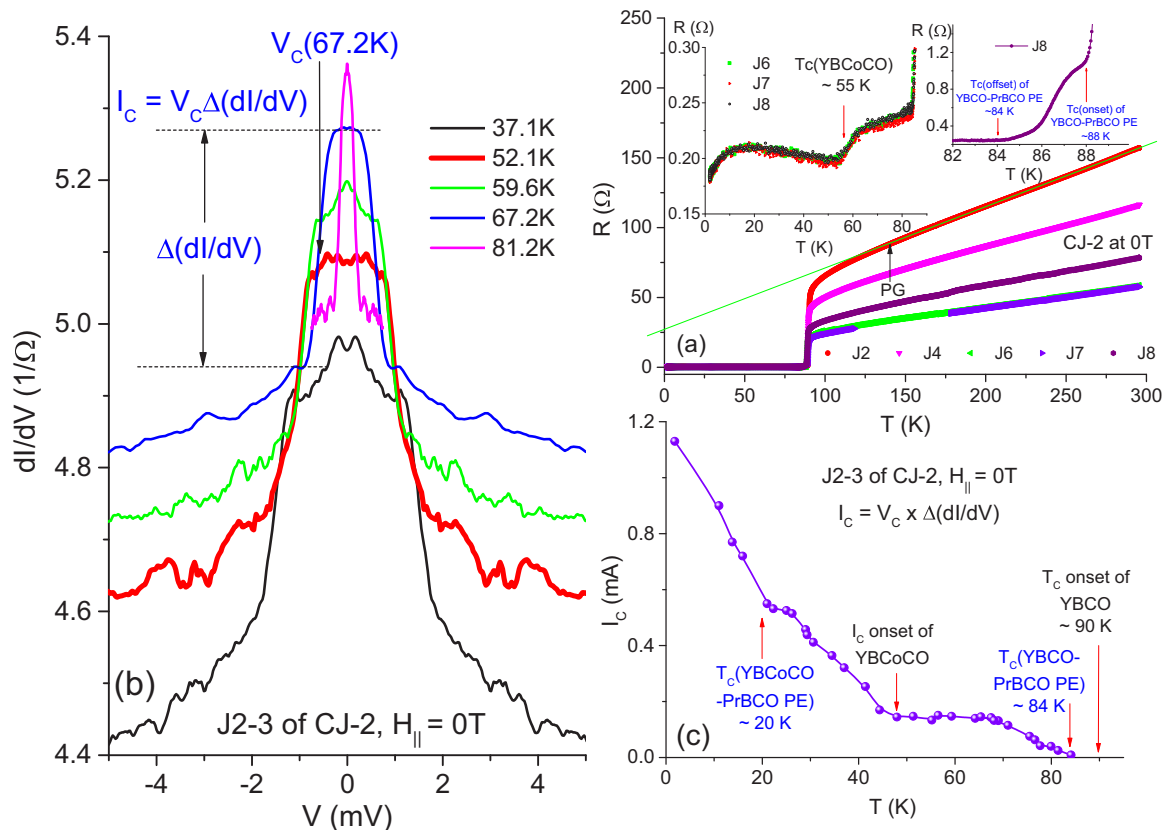 5.4
5.2
5.0
4.8
4.6
4.4
dI/dV (1/Ω)
V_C(67.2K)
I_C = V_CΔ(dI/dV)
Δ(dI/dV)
37.1K
52.1K
59.6K
67.2K
81.2K
(b)
J2-3 of CJ-2, H_|| = 0T
-4 -2 0 2 4
V (mV)
250
200
150
100
50
0
R (Ω)
R (Ω)
0.30
0.25
0.20
0.15
J6
J7
J8
Tc(YBCoCO)
~ 55 K
0 20 40 60 80
T (K)
R (Ω)
1.2
0.8
0.4
J8
Tc(offset) of
YBCO-PrBCO PE
~84 K
Tc(onset) of
YBCO-PrBCO PE
~88 K
82 84 86 88
T (K)
CJ-2 at 0T
PG
(a)
J2 J4 J6 J7 J8
0 50 100 150 200 250 300
T (K)
1.2
0.8
0.4
0.0
I_C (mA)
J2-3 of CJ-2, H_|| = 0T
I_C = V_C x Δ(dI/dV)
T_C onset of
YBCO
~ 90 K
I_C onset of
YBCoCO
T_C(YBCoCO
-PrBCO PE)
~ 20 K
T_C(YBCO-
PrBCO PE)
~ 84 K
(c)
0 20 40 60 80
T (K)